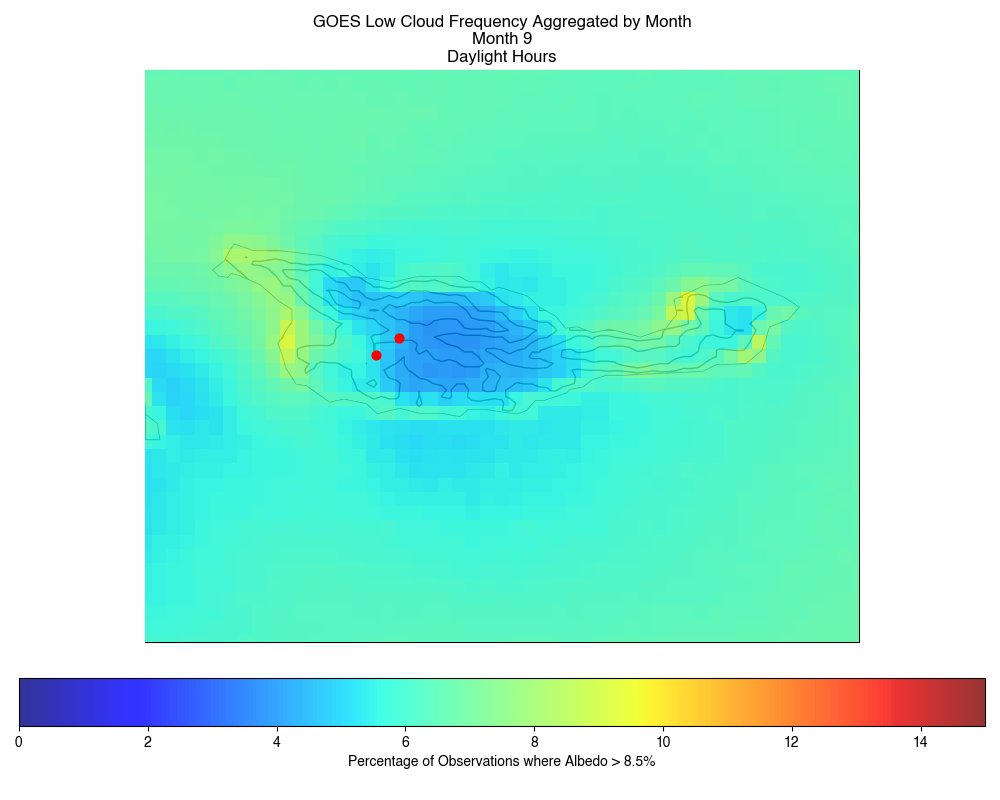 GOES Low Cloud Frequency Aggregated by Month
Month 9
Daylight Hours
0 2 4 6 8 10 12 14
Percentage of Observations where Albedo > 8.5%